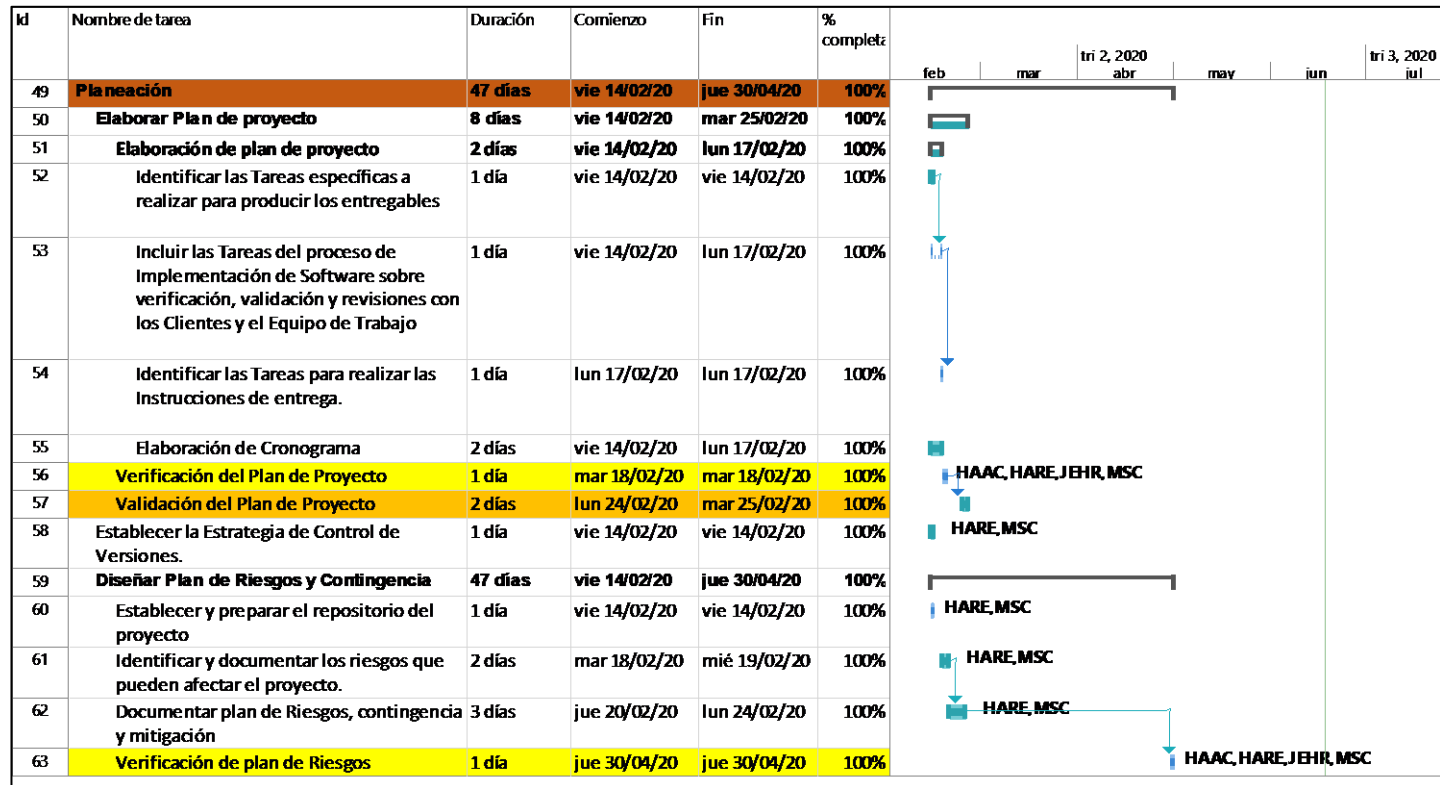 Id Nombre de tarea Duración Comienzo Fin %
completa
tri 2, 2020 tri 3, 2020
feb mar abr may jun jul
49 Planeación 47 días vie 14/02/20 jue 30/04/20 100%
50 Elaborar Plan de proyecto 8 días vie 14/02/20 mar 25/02/20 100%
51 Elaboración de plan de proyecto 2 días vie 14/02/20 lun 17/02/20 100%
52 Identificar las Tareas específicas a 1 día vie 14/02/20 vie 14/02/20 100%
realizar para producir los entregables
53 Incluir las Tareas del proceso de 1 día vie 14/02/20 lun 17/02/20 100%
Implementación de Software sobre
verificación, validación y revisiones con
los Clientes y el Equipo de Trabajo
54 Identificar las Tareas para realizar las 1 día lun 17/02/20 lun 17/02/20 100%
Instrucciones de entrega.
55 Elaboración de Cronograma 2 días vie 14/02/20 lun 17/02/20 100%
56 Verificación del Plan de Proyecto 1 día mar 18/02/20 mar 18/02/20 100% HAAC, HARE, JEHR, MSC
57 Validación del Plan de Proyecto 2 días lun 24/02/20 mar 25/02/20 100%
58 Establecer la Estrategia de Control de 1 día vie 14/02/20 vie 14/02/20 100% HARE, MSC
Versiones.
59 Diseñar Plan de Riesgos y Contingencia 47 días vie 14/02/20 jue 30/04/20 100%
60 Establecer y preparar el repositorio del 1 día vie 14/02/20 vie 14/02/20 100% HARE, MSC
proyecto
61 Identificar y documentar los riesgos que 2 días mar 18/02/20 mié 19/02/20 100% HARE, MSC
pueden afectar el proyecto.
62 Documentar plan de Riesgos, contingencia 3 días jue 20/02/20 lun 24/02/20 100% HARE, MSC
y mitigación
63 Verificación de plan de Riesgos 1 día jue 30/04/20 jue 30/04/20 100% HAAC, HARE, JEHR, MSC